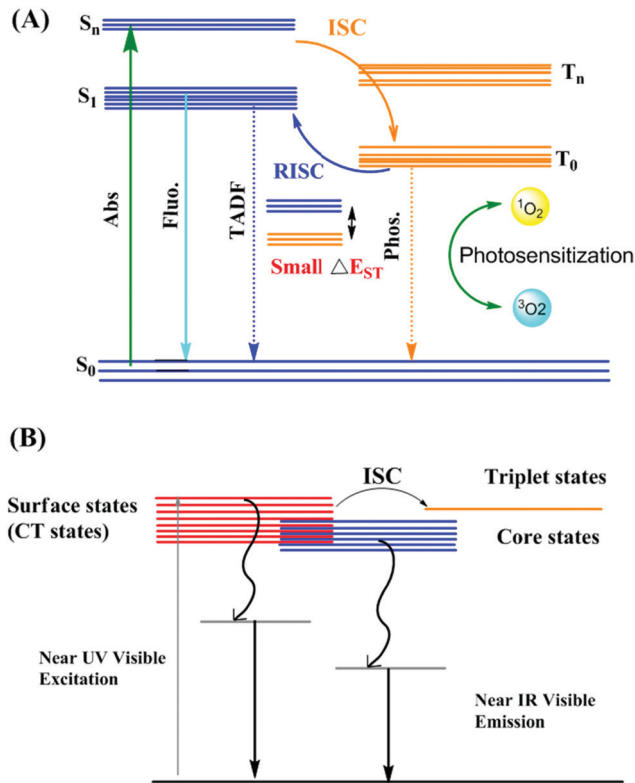 (A)
Sn
ISC
Tn
S1
T0
RISC
Abs
Fluo.
TADF
Phos.
Small △EST
1O2
Photosensitization
3O2
S0
(B)
ISC
Triplet states
Surface states
(CT states)
Core states
Near UV Visible
Excitation
Near IR Visible
Emission